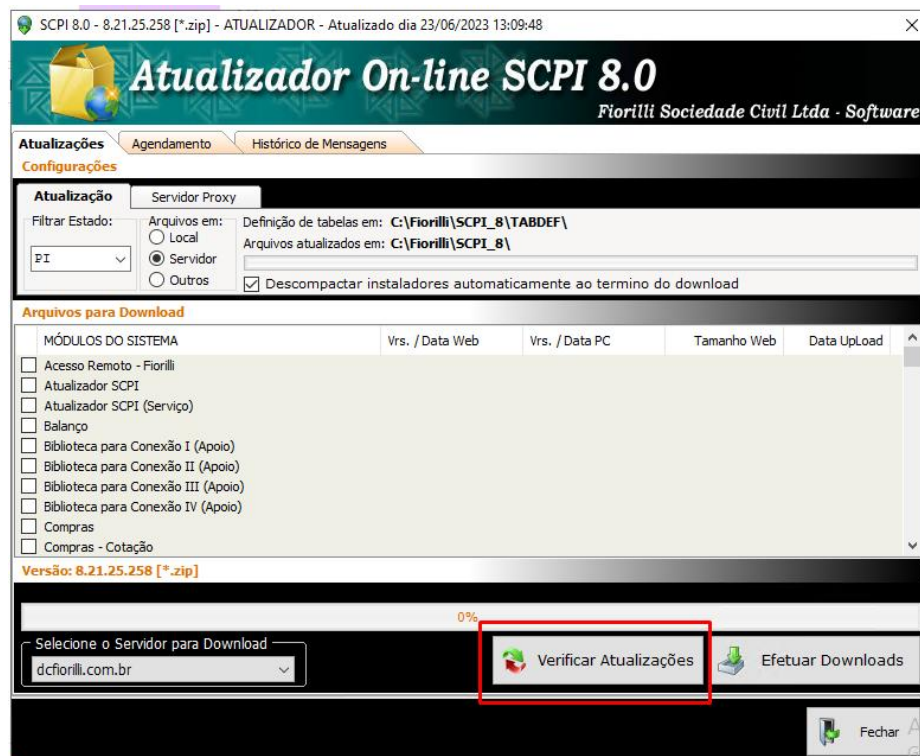 SCPI 8.0 - 8.21.25.258 [*.zip] - ATUALIZADOR - Atualizado dia 23/06/2023 13:09:48
Atualizador On-line SCPI 8.0
Fiorilli Sociedade Civil Ltda - Software
Atualizações Agendamento Histórico de Mensagens
Configurações
Atualização Servidor Proxy
Filtrar Estado: Arquivos em: Definição de tabelas em: C:\Fiorilli\SCPI_8\TABDEF\
Local Arquivos atualizados em: C:\Fiorilli\SCPI_8\
PI Servidor
Outros Descompactar instaladores automaticamente ao termino do download
Arquivos para Download
MÓDULOS DO SISTEMA Vrs. / Data Web Vrs. / Data PC Tamanho Web Data UpLoad
Acesso Remoto - Fiorilli
Atualizador SCPI
Atualizador SCPI (Serviço)
Balanço
Biblioteca para Conexão I (Apoio)
Biblioteca para Conexão II (Apoio)
Biblioteca para Conexão III (Apoio)
Biblioteca para Conexão IV (Apoio)
Compras
Compras - Cotação
Versão: 8.21.25.258 [*.zip]
0%
Selecione o Servidor para Download
dcfiorilli.com.br Verificar Atualizações Efetuar Downloads
Fechar